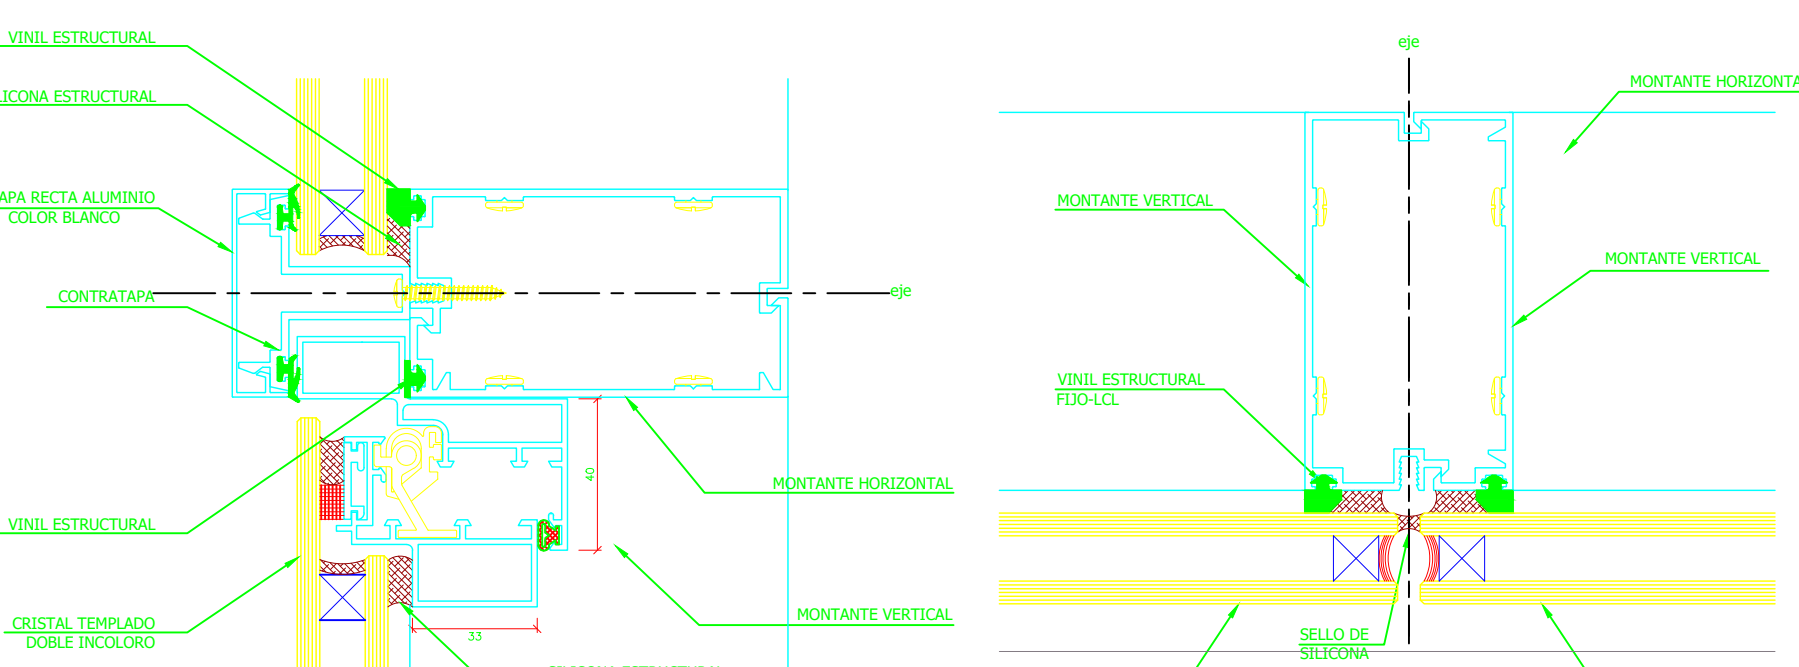 VINIL ESTRUCTURAL
LICONA ESTRUCTURAL
APA RECTA ALUMINIO
COLOR BLANCO
CONTRATAPA
eje
VINIL ESTRUCTURAL
CRISTAL TEMPLADO
DOBLE INCOLORO
40
33
MONTANTE HORIZONTAL
MONTANTE VERTICAL
eje
MONTANTE HORIZONTA
MONTANTE VERTICAL
MONTANTE VERTICAL
VINIL ESTRUCTURAL
FIJO-LCL
SELLO DE
SILICONA